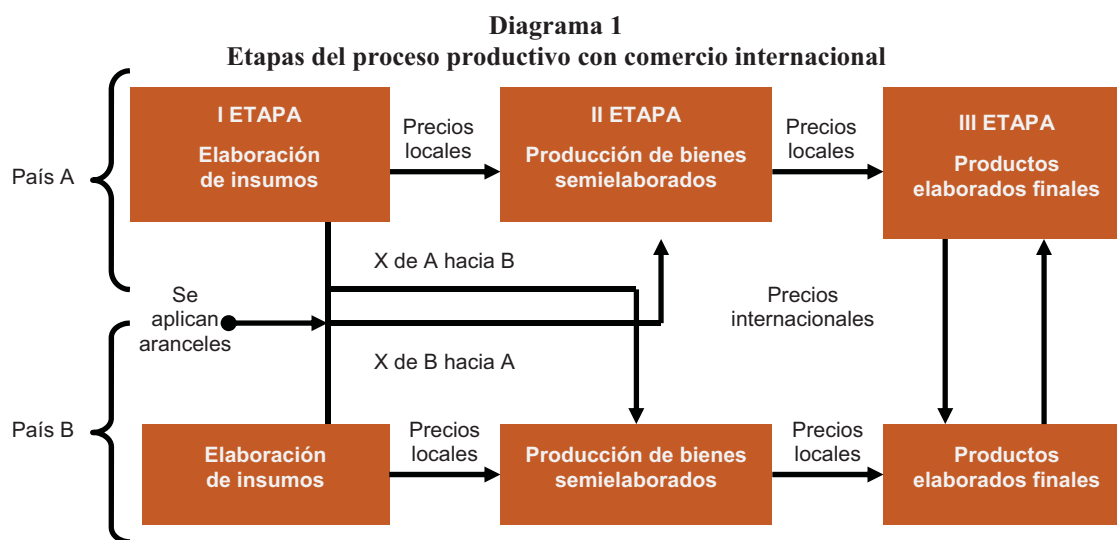 Diagrama 1
Etapas del proceso productivo con comercio internacional
País A
I ETAPA
Elaboración
de insumos
Precios
locales
II ETAPA
Producción de bienes
semielaborados
Precios
locales
III ETAPA
Productos
elaborados finales
X de A hacia B
Se
aplican
aranceles
Precios
internacionales
X de B hacia A
País B
Elaboración
de insumos
Precios
locales
Producción de bienes
semielaborados
Precios
locales
Productos
elaborados finales